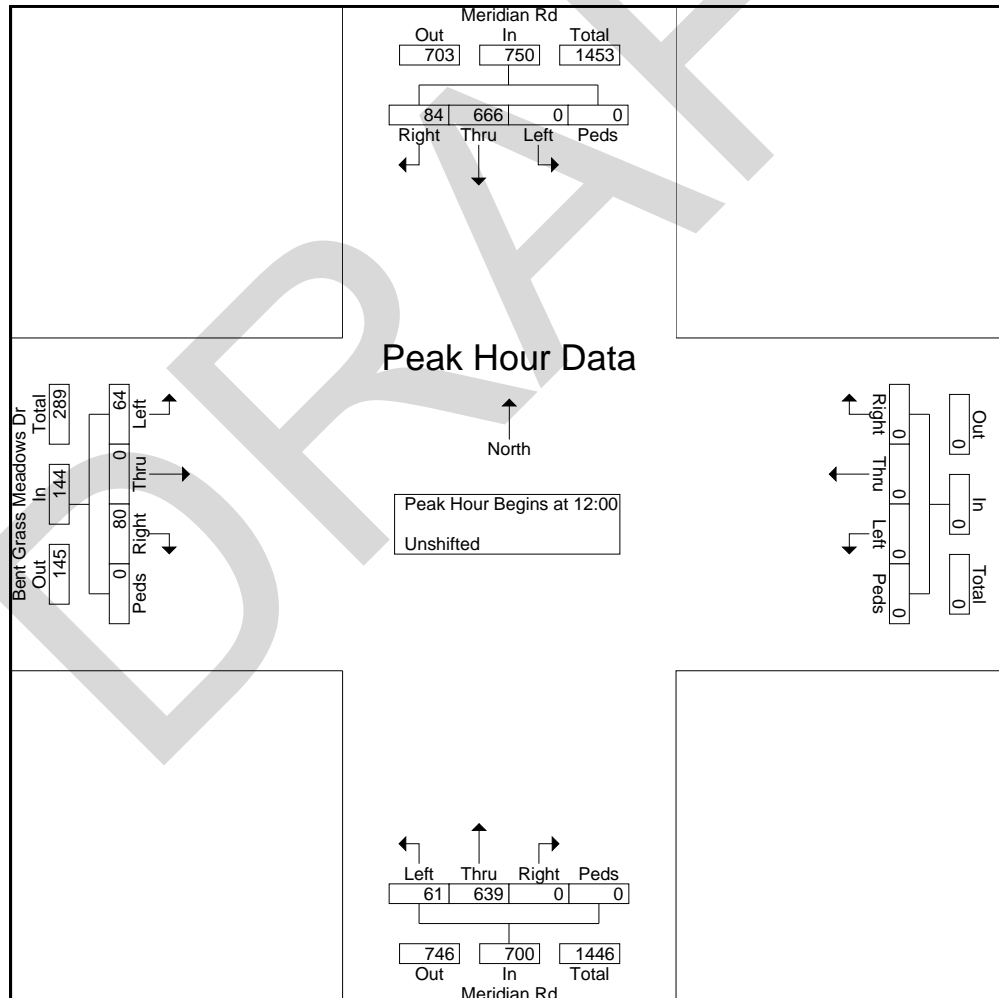 Meridian Rd
Out In Total
703 750 1453
84 666 0 0
Right Thru Left Peds
Peak Hour Data
North
Peak Hour Begins at 12:00
Unshifted
Bent Grass Meadows Dr
Out In Total
145 144 289
64 0 80 0
Left Thru Right Peds
Out In Total
0 0 0
0 0 0 0
Right Thru Left Peds
Left Thru Right Peds
61 639 0 0
746 700 1446
Out In Total
Meridian Rd
DRAF